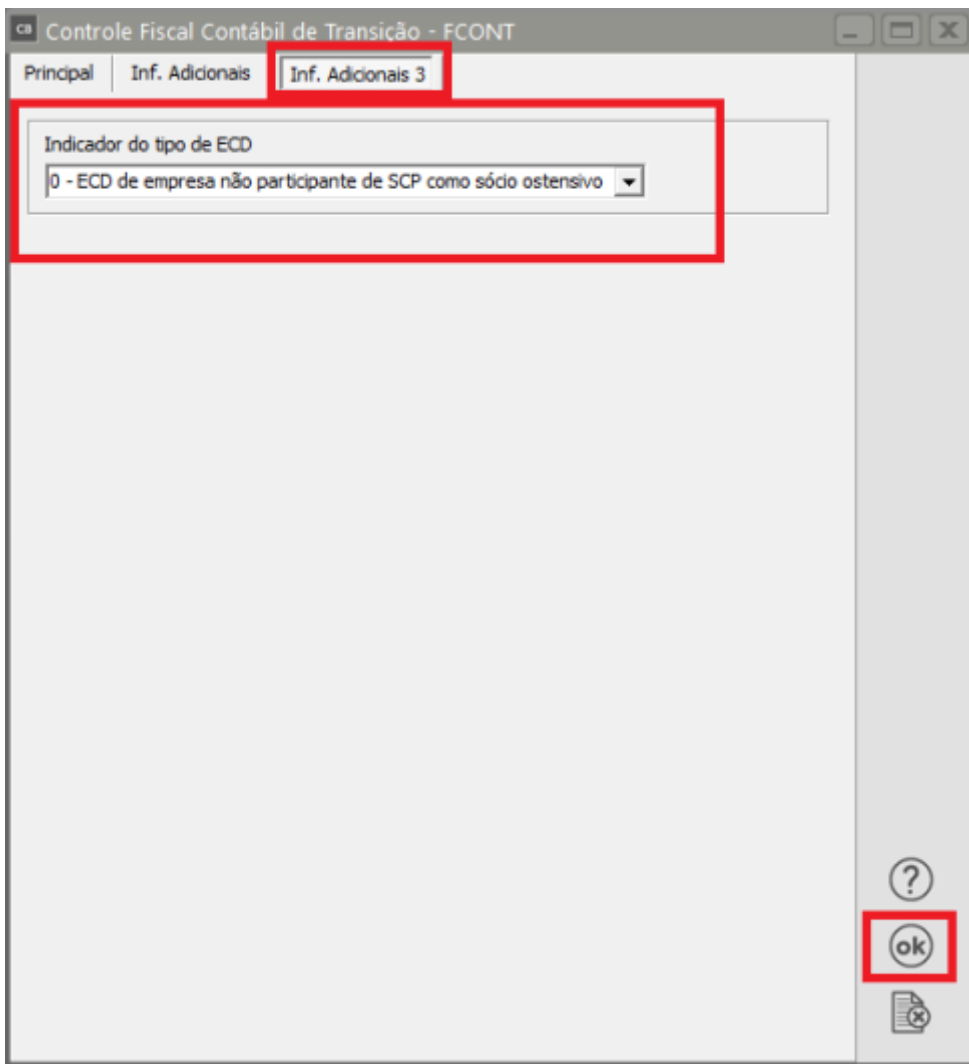 CB Controle Fiscal Contábil de Transição - FCONT
Principal Inf. Adicionais Inf. Adicionais 3
Indicador do tipo de ECD
0 - ECD de empresa não participante de SCP como sócio ostensivo
?
ok